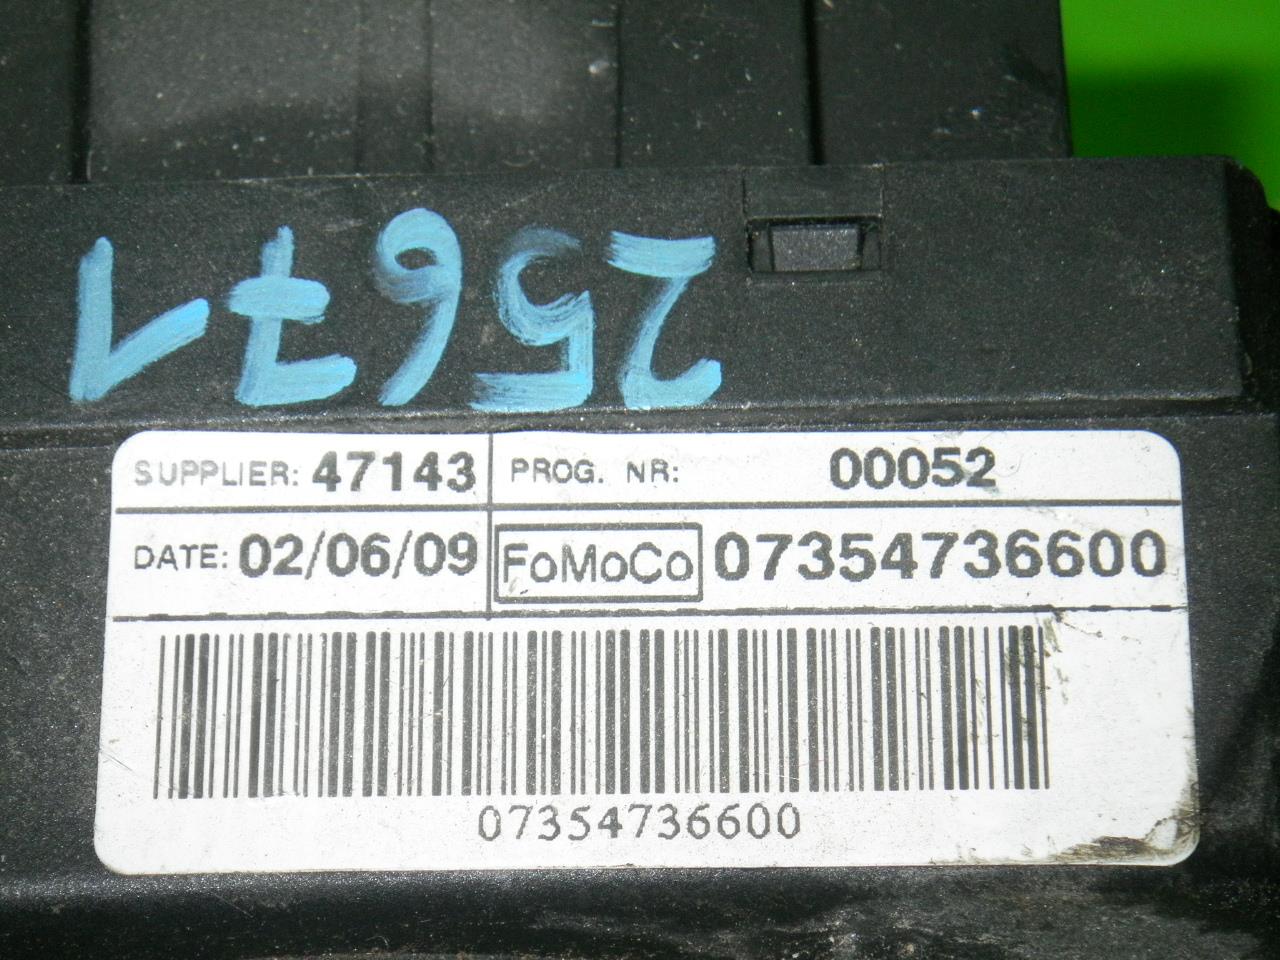 25671
SUPPLIER: 47143 PROG. NR: 00052
DATE: 02/06/09 FoMoCo 07354736600
07354736600